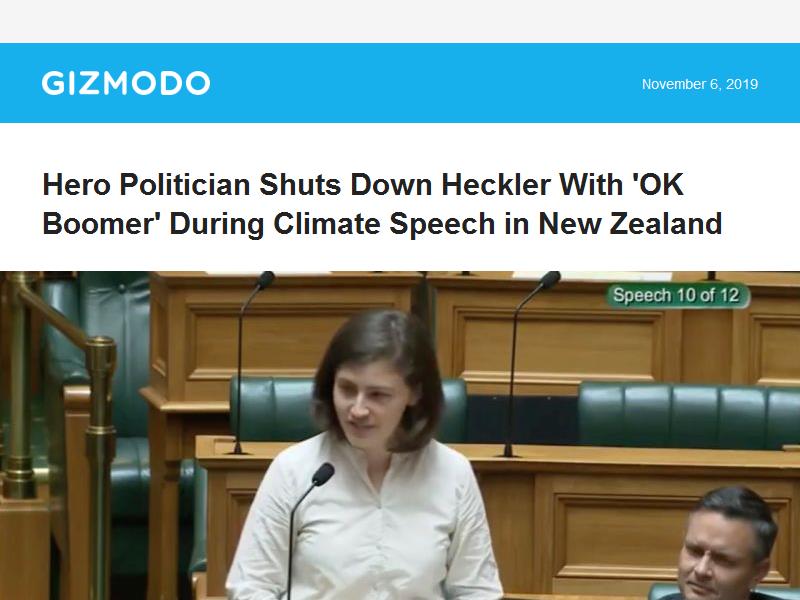 GIZMODO
November 6, 2019
Hero Politician Shuts Down Heckler With 'OK
Boomer' During Climate Speech in New Zealand
Speech 10 of 12